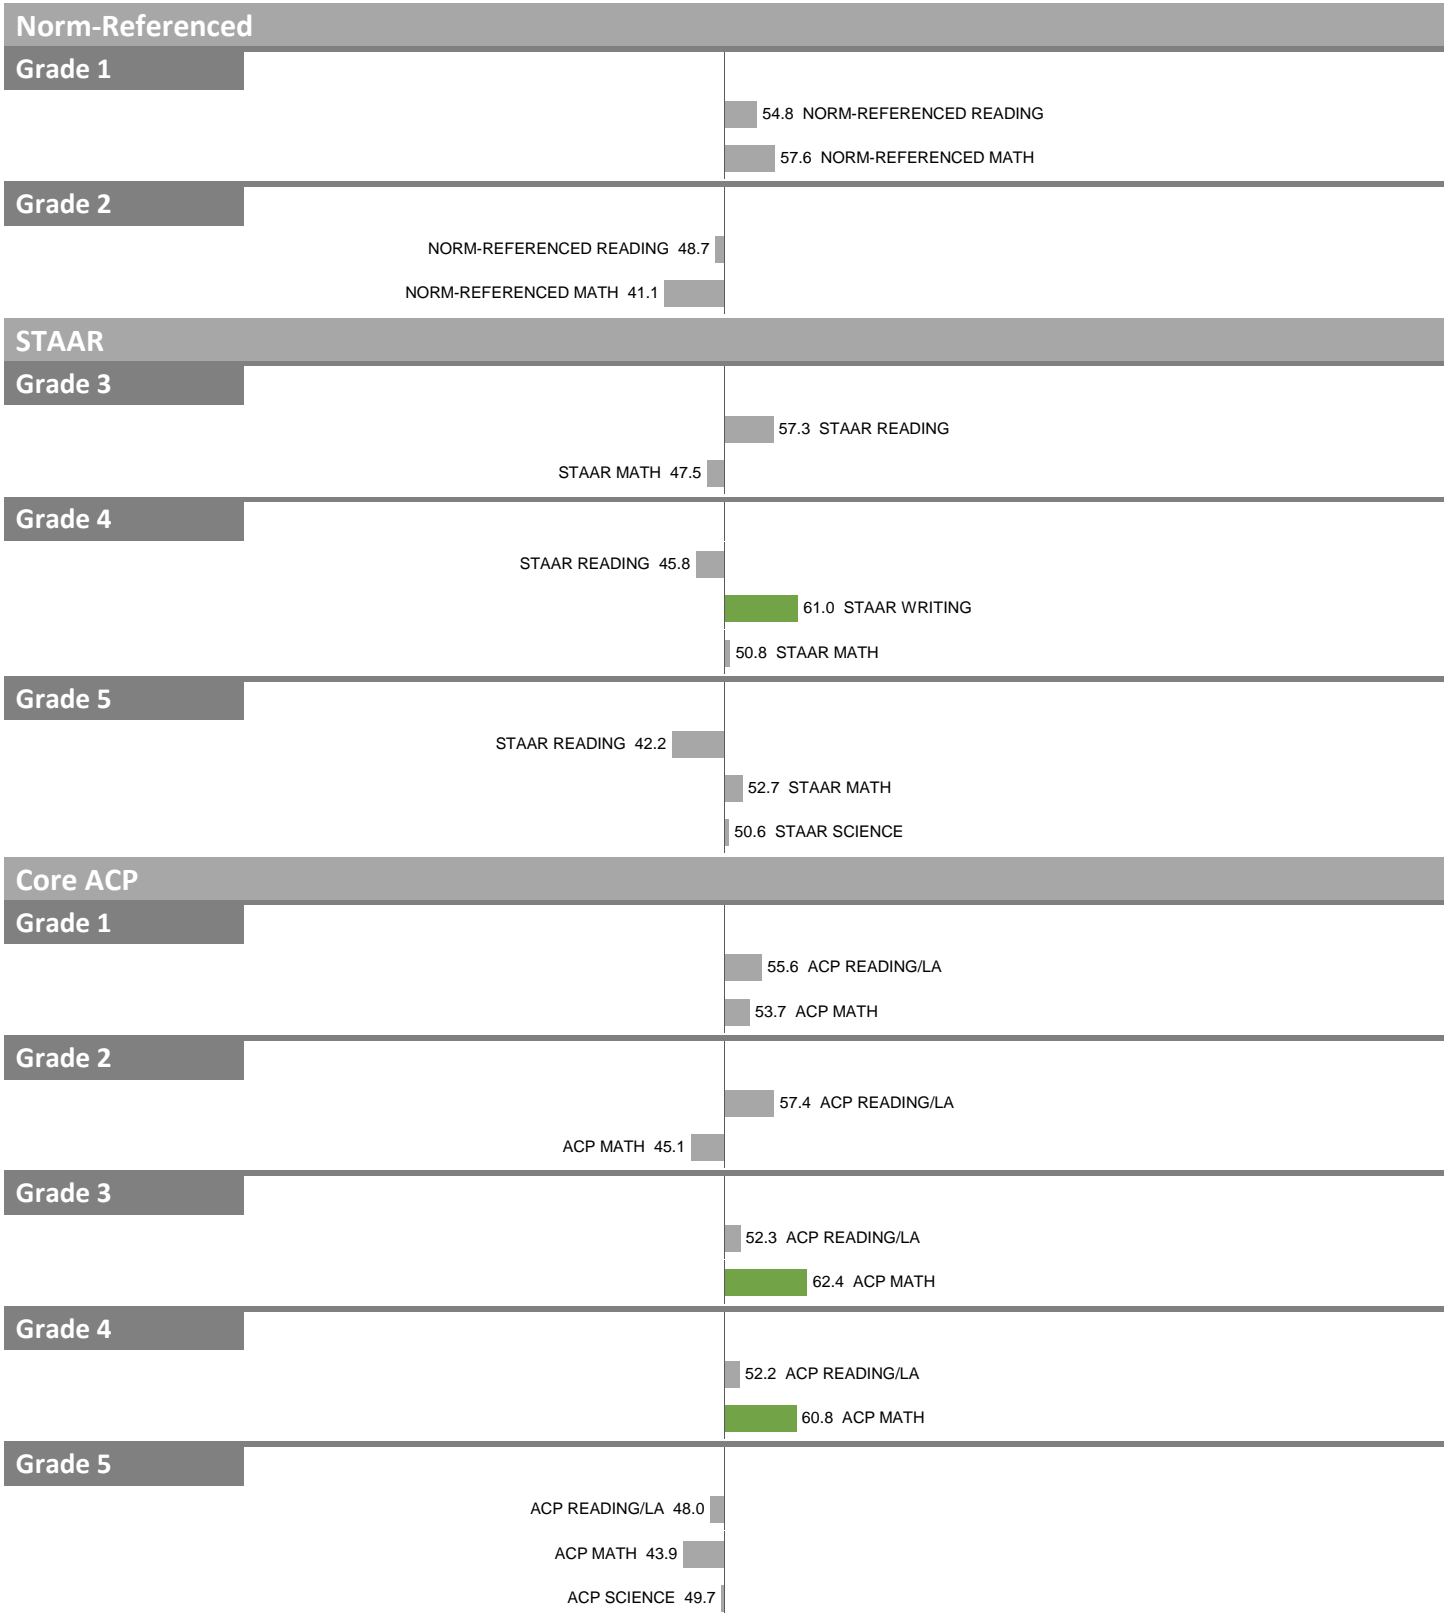 Norm-Referenced
Grade 1
54.8 NORM-REFERENCED READING
57.6 NORM-REFERENCED MATH
Grade 2
NORM-REFERENCED READING 48.7
NORM-REFERENCED MATH 41.1
STAAR
Grade 3
57.3 STAAR READING
STAAR MATH 47.5
Grade 4
STAAR READING 45.8
61.0 STAAR WRITING
50.8 STAAR MATH
Grade 5
STAAR READING 42.2
52.7 STAAR MATH
50.6 STAAR SCIENCE
Core ACP
Grade 1
55.6 ACP READING/LA
53.7 ACP MATH
Grade 2
57.4 ACP READING/LA
ACP MATH 45.1
Grade 3
52.3 ACP READING/LA
62.4 ACP MATH
Grade 4
52.2 ACP READING/LA
60.8 ACP MATH
Grade 5
ACP READING/LA 48.0
ACP MATH 43.9
ACP SCIENCE 49.7